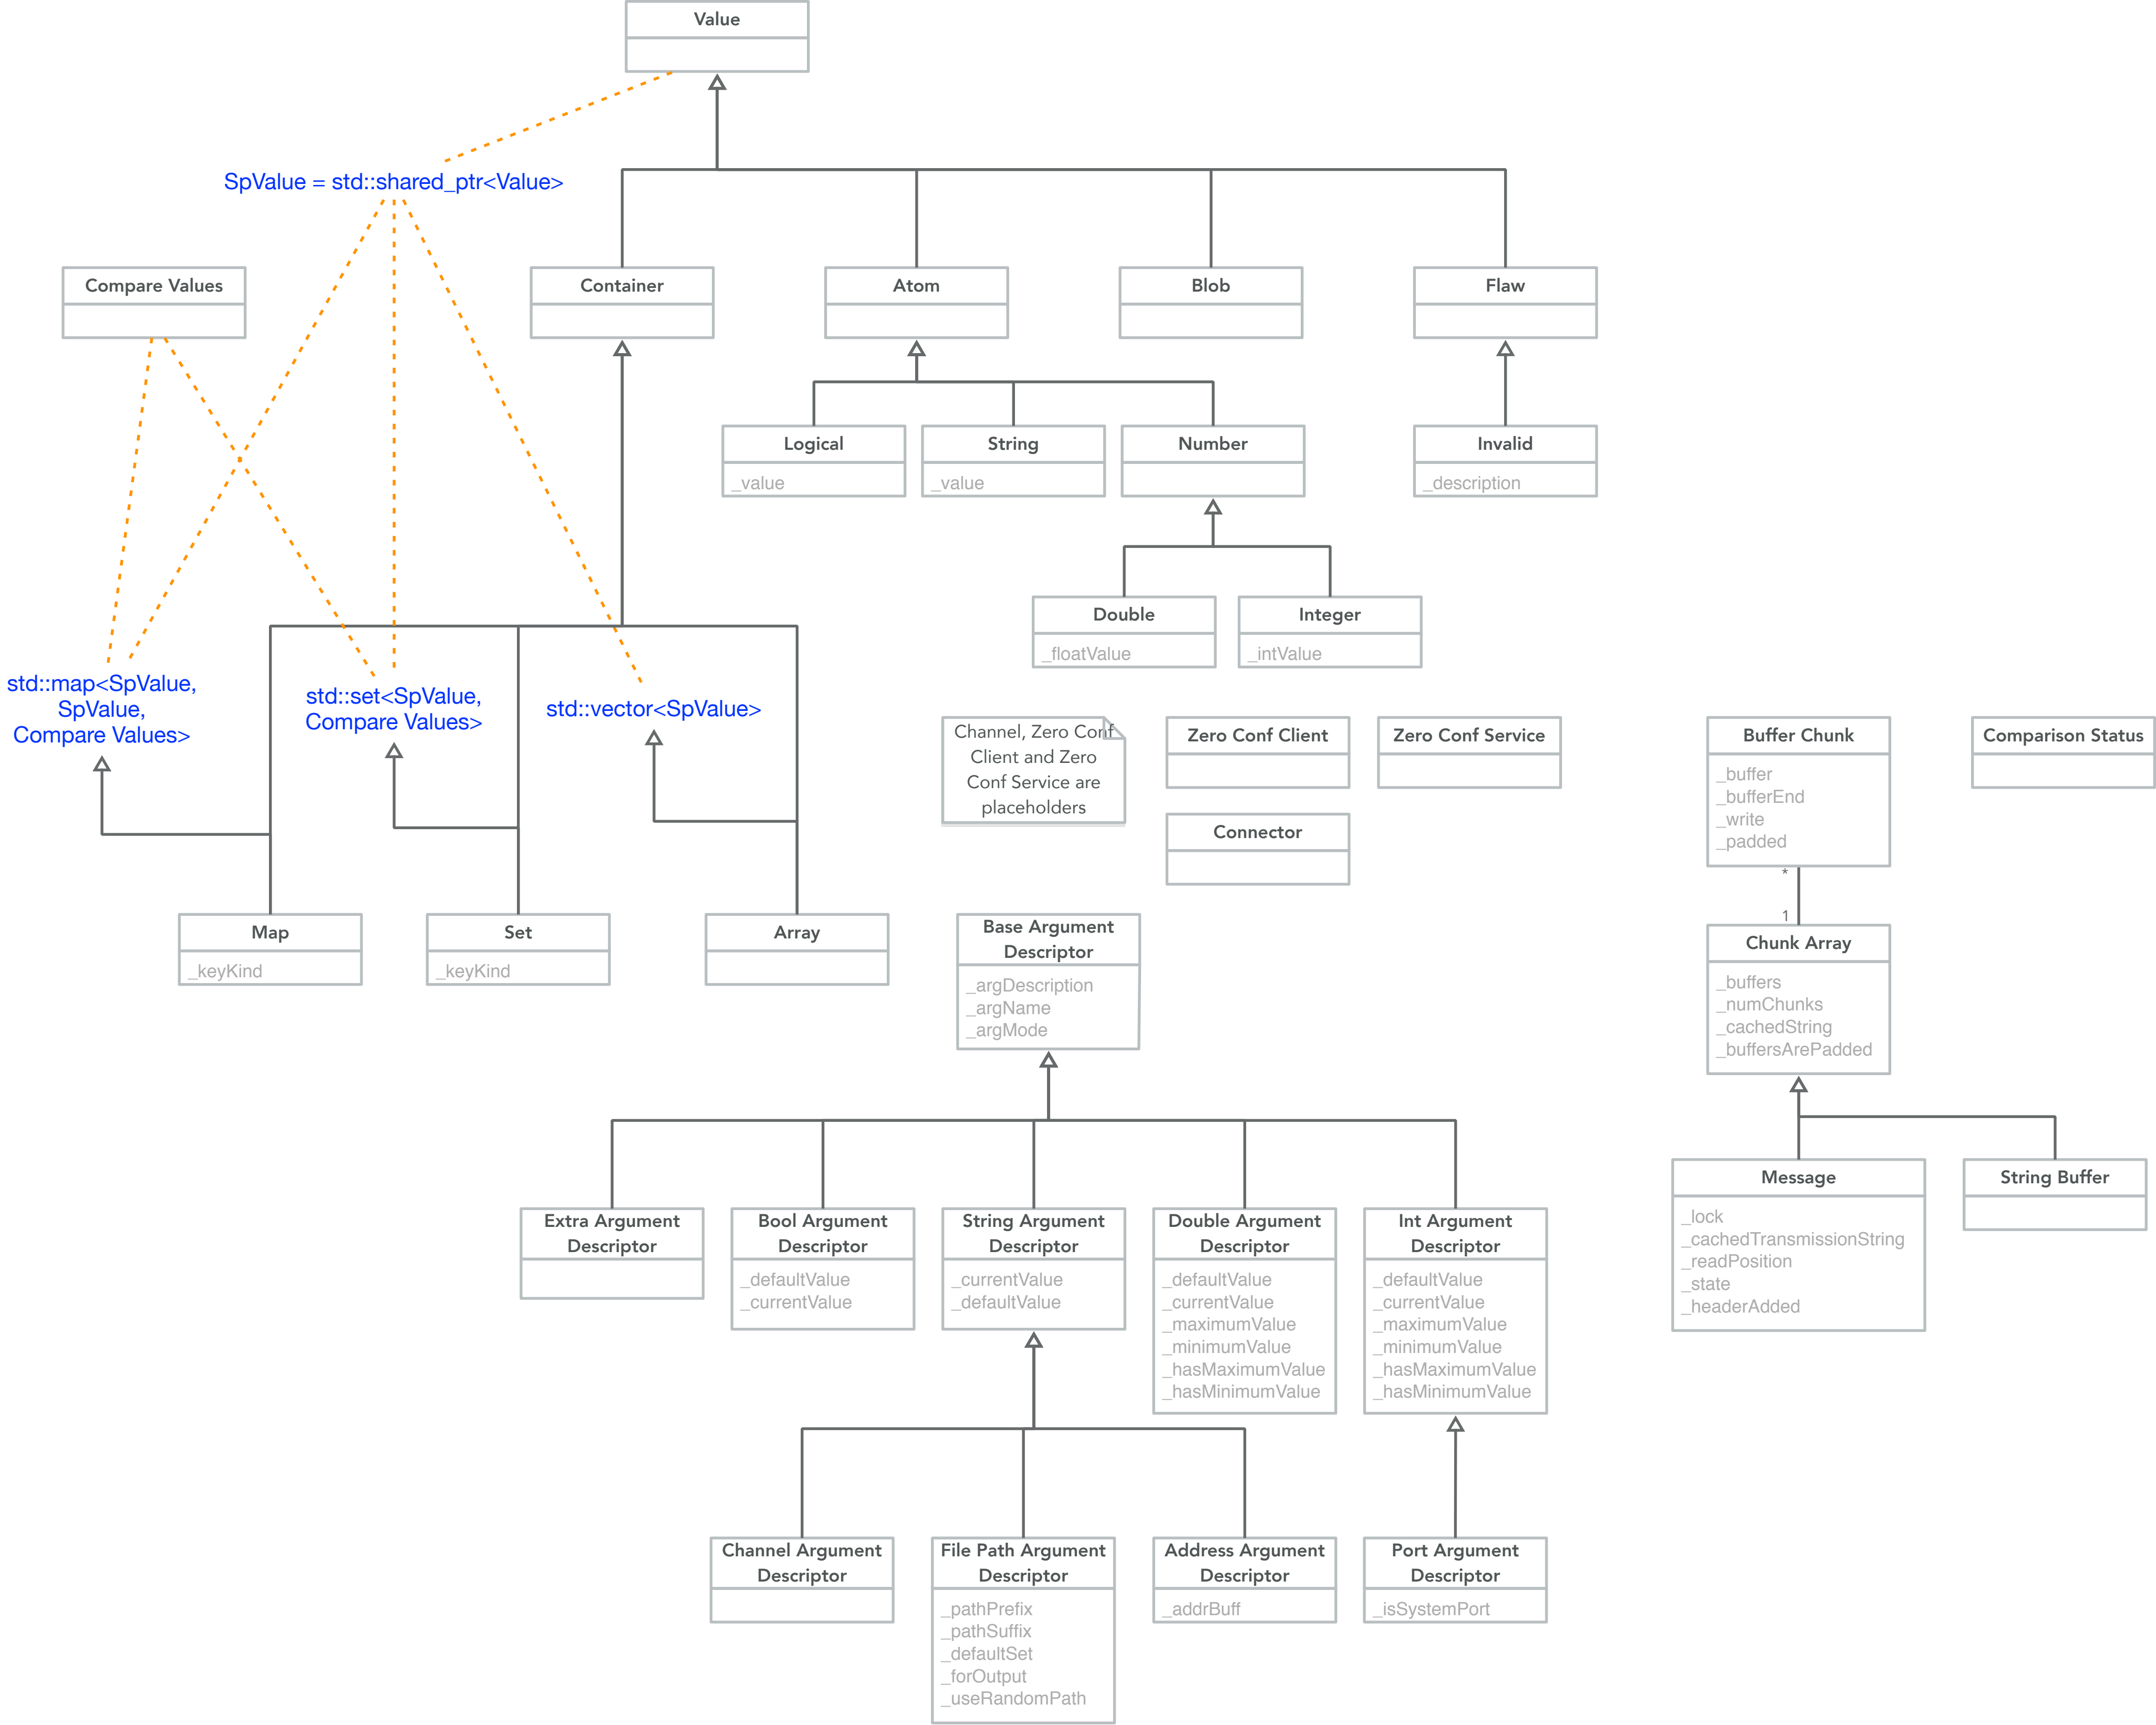 Value
SpValue = std::shared_ptr<Value>
Compare Values
Container
Atom
Blob
Flaw
Logical
_value
String
_value
Number
Invalid
_description
Double
_floatValue
Integer
_intValue
std::map<SpValue,
SpValue,
Compare Values>
std::set<SpValue,
Compare Values>
std::vector<SpValue>
Channel, Zero Conf
Client and Zero
Conf Service are
placeholders
Zero Conf Client
Zero Conf Service
Connector
Buffer Chunk
_buffer
_bufferEnd
_write
_padded
Comparison Status
*
1
Map
_keyKind
Set
_keyKind
Array
Base Argument
Descriptor
_argDescription
_argName
_argMode
Chunk Array
_buffers
_numChunks
_cachedString
_buffersArePadded
Message
_lock
_cachedTransmissionString
_readPosition
_state
_headerAdded
String Buffer
Extra Argument
Descriptor
Bool Argument
Descriptor
_defaultValue
_currentValue
String Argument
Descriptor
_currentValue
_defaultValue
Double Argument
Descriptor
_defaultValue
_currentValue
_maximumValue
_minimumValue
_hasMaximumValue
_hasMinimumValue
Int Argument
Descriptor
_defaultValue
_currentValue
_maximumValue
_minimumValue
_hasMaximumValue
_hasMinimumValue
Channel Argument
Descriptor
File Path Argument
Descriptor
_pathPrefix
_pathSuffix
_defaultSet
_forOutput
_useRandomPath
Address Argument
Descriptor
_addrBuff
Port Argument
Descriptor
_isSystemPort